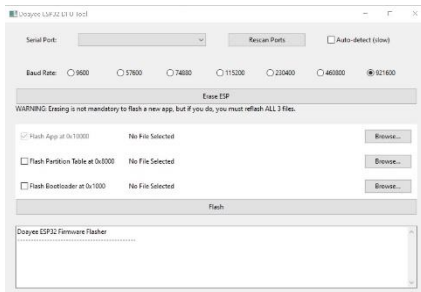 Doayee ESP32 DFU Tool
Serial Port:
Rescan Ports
Auto-detect (slow)
Baud Rate: 9600 57600 74880 115200 230400 460800 921600
Erase ESP
WARNING: Erasing is not mandatory to flash a new app, but if you do, you must reflash ALL 3 files.
Flash App at 0x10000 No File Selected Browse...
Flash Partition Table at 0x8000 No File Selected Browse...
Flash Bootloader at 0x1000 No File Selected Browse...
Flash
Doayee ESP32 Firmware Flasher
--------------------------------------------